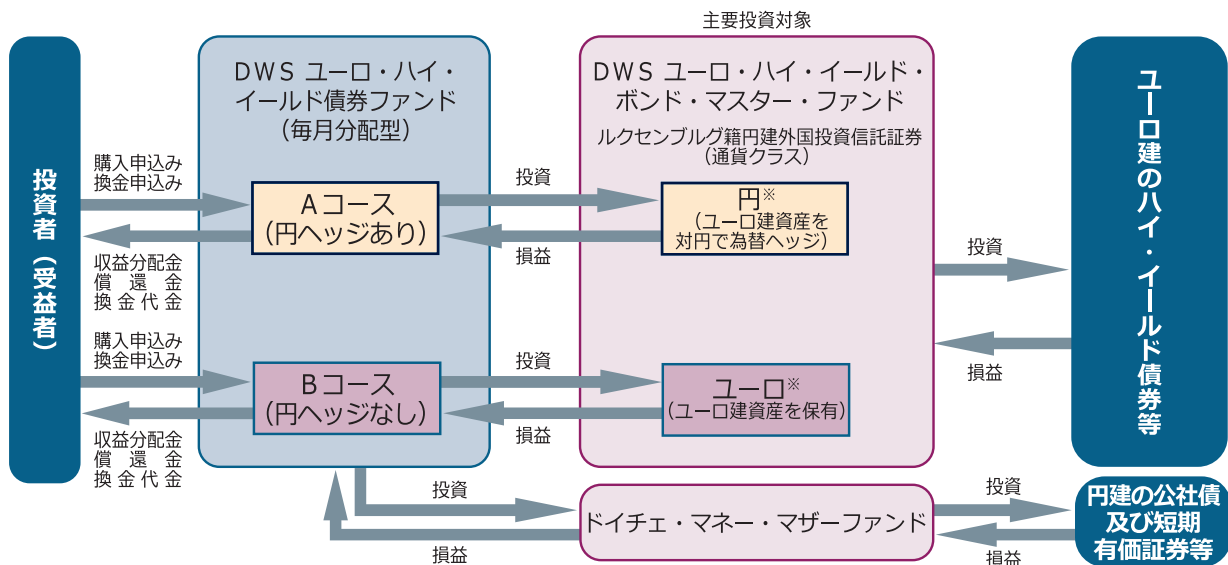 主要投資対象
投資者（受益者）
購入申込み
換金申込み
収益分配金
償還金
換金代金
購入申込み
換金申込み
収益分配金
償還金
換金代金
ＤＷＳ ユーロ・ハイ・
イールド債券ファンド
（毎月分配型）
Ａコース
（円ヘッジあり）
Ｂコース
（円ヘッジなし）
投資
損益
投資
損益
投資
損益
ＤＷＳ ユーロ・ハイ・イールド・
ボンド・マスター・ファンド
ルクセンブルグ籍円建外国投資信託証券
（通貨クラス）
円※
（ユーロ建資産を
対円で為替ヘッジ）
ユーロ※
（ユーロ建資産を保有）
ドイチェ・マネー・マザーファンド
投資
損益
投資
損益
ユーロ建のハイ・イールド債券等
円建の公社債
及び短期
有価証券等